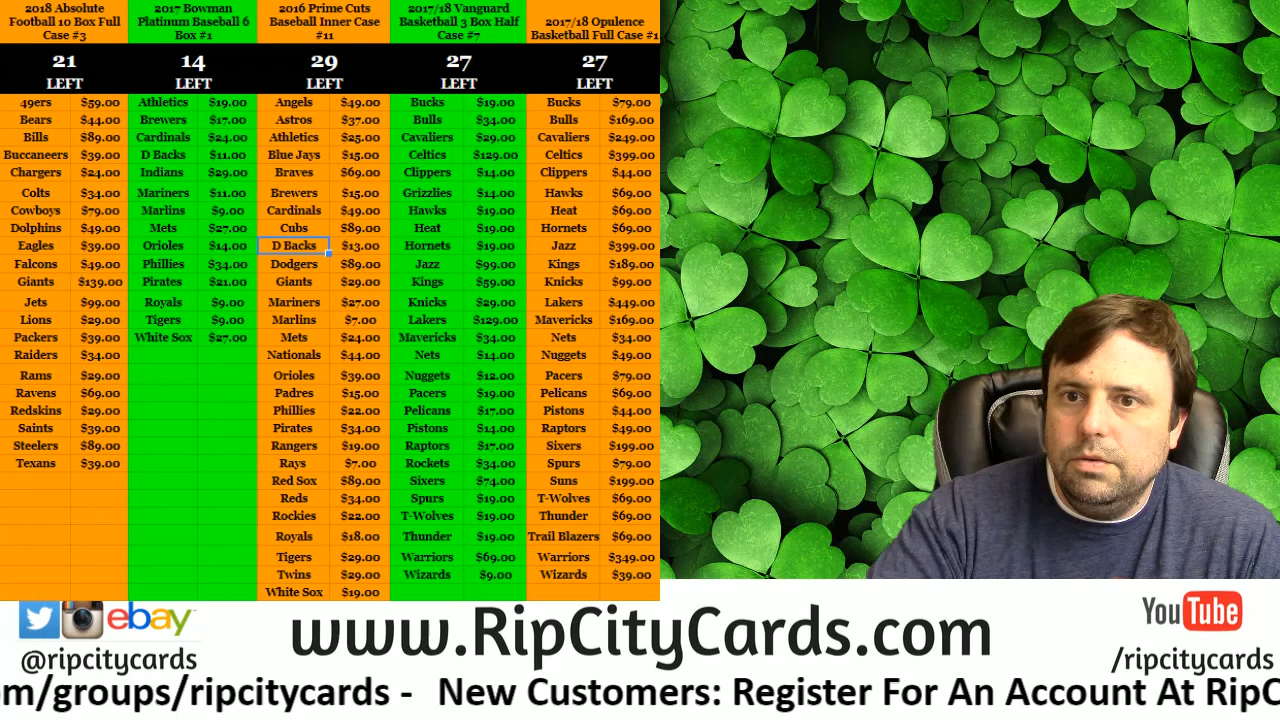 2018 Absolute Football 10 Box Full Case #3
2017 Bowman Platinum Baseball 6 Box #1
2016 Prime Cuts Baseball Inner Case #11
2017/18 Vanguard Basketball 3 Box Half Case #7
2017/18 Opulence Basketball Full Case #1
21 LEFT
14 LEFT
29 LEFT
27 LEFT
27 LEFT
49ers $59.00 Athletics $19.00 Angels $49.00 Bucks $19.00 Bucks $79.00
Bears $44.00 Brewers $17.00 Astros $37.00 Bulls $34.00 Bulls $169.00
Bills $89.00 Cardinals $24.00 Athletics $25.00 Cavaliers $29.00 Cavaliers $249.00
Buccaneers $39.00 D Backs $11.00 Blue Jays $15.00 Celtics $129.00 Celtics $399.00
Chargers $24.00 Indians $29.00 Braves $69.00 Clippers $14.00 Clippers $44.00
Colts $34.00 Mariners $11.00 Brewers $15.00 Grizzlies $14.00 Hawks $69.00
Cowboys $79.00 Marlins $9.00 Cardinals $49.00 Hawks $19.00 Heat $69.00
Dolphins $49.00 Mets $27.00 Cubs $89.00 Heat $19.00 Hornets $69.00
Eagles $39.00 Orioles $14.00 D Backs $13.00 Hornets $19.00 Jazz $399.00
Falcons $49.00 Phillies $34.00 Dodgers $89.00 Jazz $99.00 Kings $189.00
Giants $139.00 Pirates $21.00 Giants $29.00 Kings $59.00 Knicks $99.00
Jets $99.00 Royals $9.00 Mariners $27.00 Knicks $29.00 Lakers $449.00
Lions $29.00 Tigers $9.00 Marlins $7.00 Lakers $129.00 Mavericks $169.00
Packers $39.00 White Sox $27.00 Mets $24.00 Mavericks $34.00 Nets $34.00
Raiders $34.00 Nationals $44.00 Nets $14.00 Nuggets $49.00
Rams $29.00 Orioles $39.00 Nuggets $12.00 Pacers $79.00
Ravens $69.00 Padres $15.00 Pacers $19.00 Pelicans $69.00
Redskins $29.00 Phillies $22.00 Pelicans $17.00 Pistons $44.00
Saints $39.00 Pirates $34.00 Pistons $14.00 Raptors $49.00
Steelers $89.00 Rangers $19.00 Raptors $17.00 Sixers $199.00
Texans $39.00 Rays $7.00 Rockets $34.00 Spurs $79.00
Red Sox $89.00 Sixers $74.00 Suns $199.00
Reds $34.00 Spurs $19.00 T-Wolves $69.00
Rockies $22.00 T-Wolves $19.00 Thunder $69.00
Royals $18.00 Thunder $19.00 Trail Blazers $69.00
Tigers $29.00 Warriors $69.00 Warriors $349.00
Twins $29.00 Wizards $9.00 Wizards $39.00
White Sox $19.00
ebay
@ripcitycards
www.RipCityCards.com
YouTube
/ripcitycards
om/groups/ripcitycards - New Customers: Register For An Account At RipC